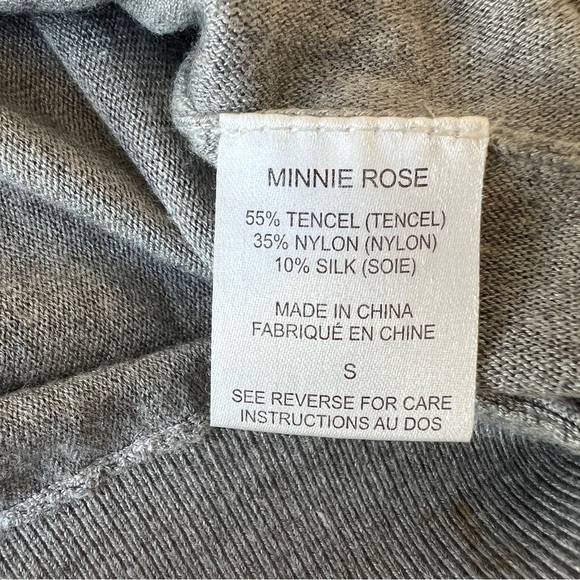 MINNIE ROSE
55% TENCEL (TENCEL)
35% NYLON (NYLON)
10% SILK (SOIE)
MADE IN CHINA
FABRIQUÉ EN CHINE
S
SEE REVERSE FOR CARE
INSTRUCTIONS AU DOS